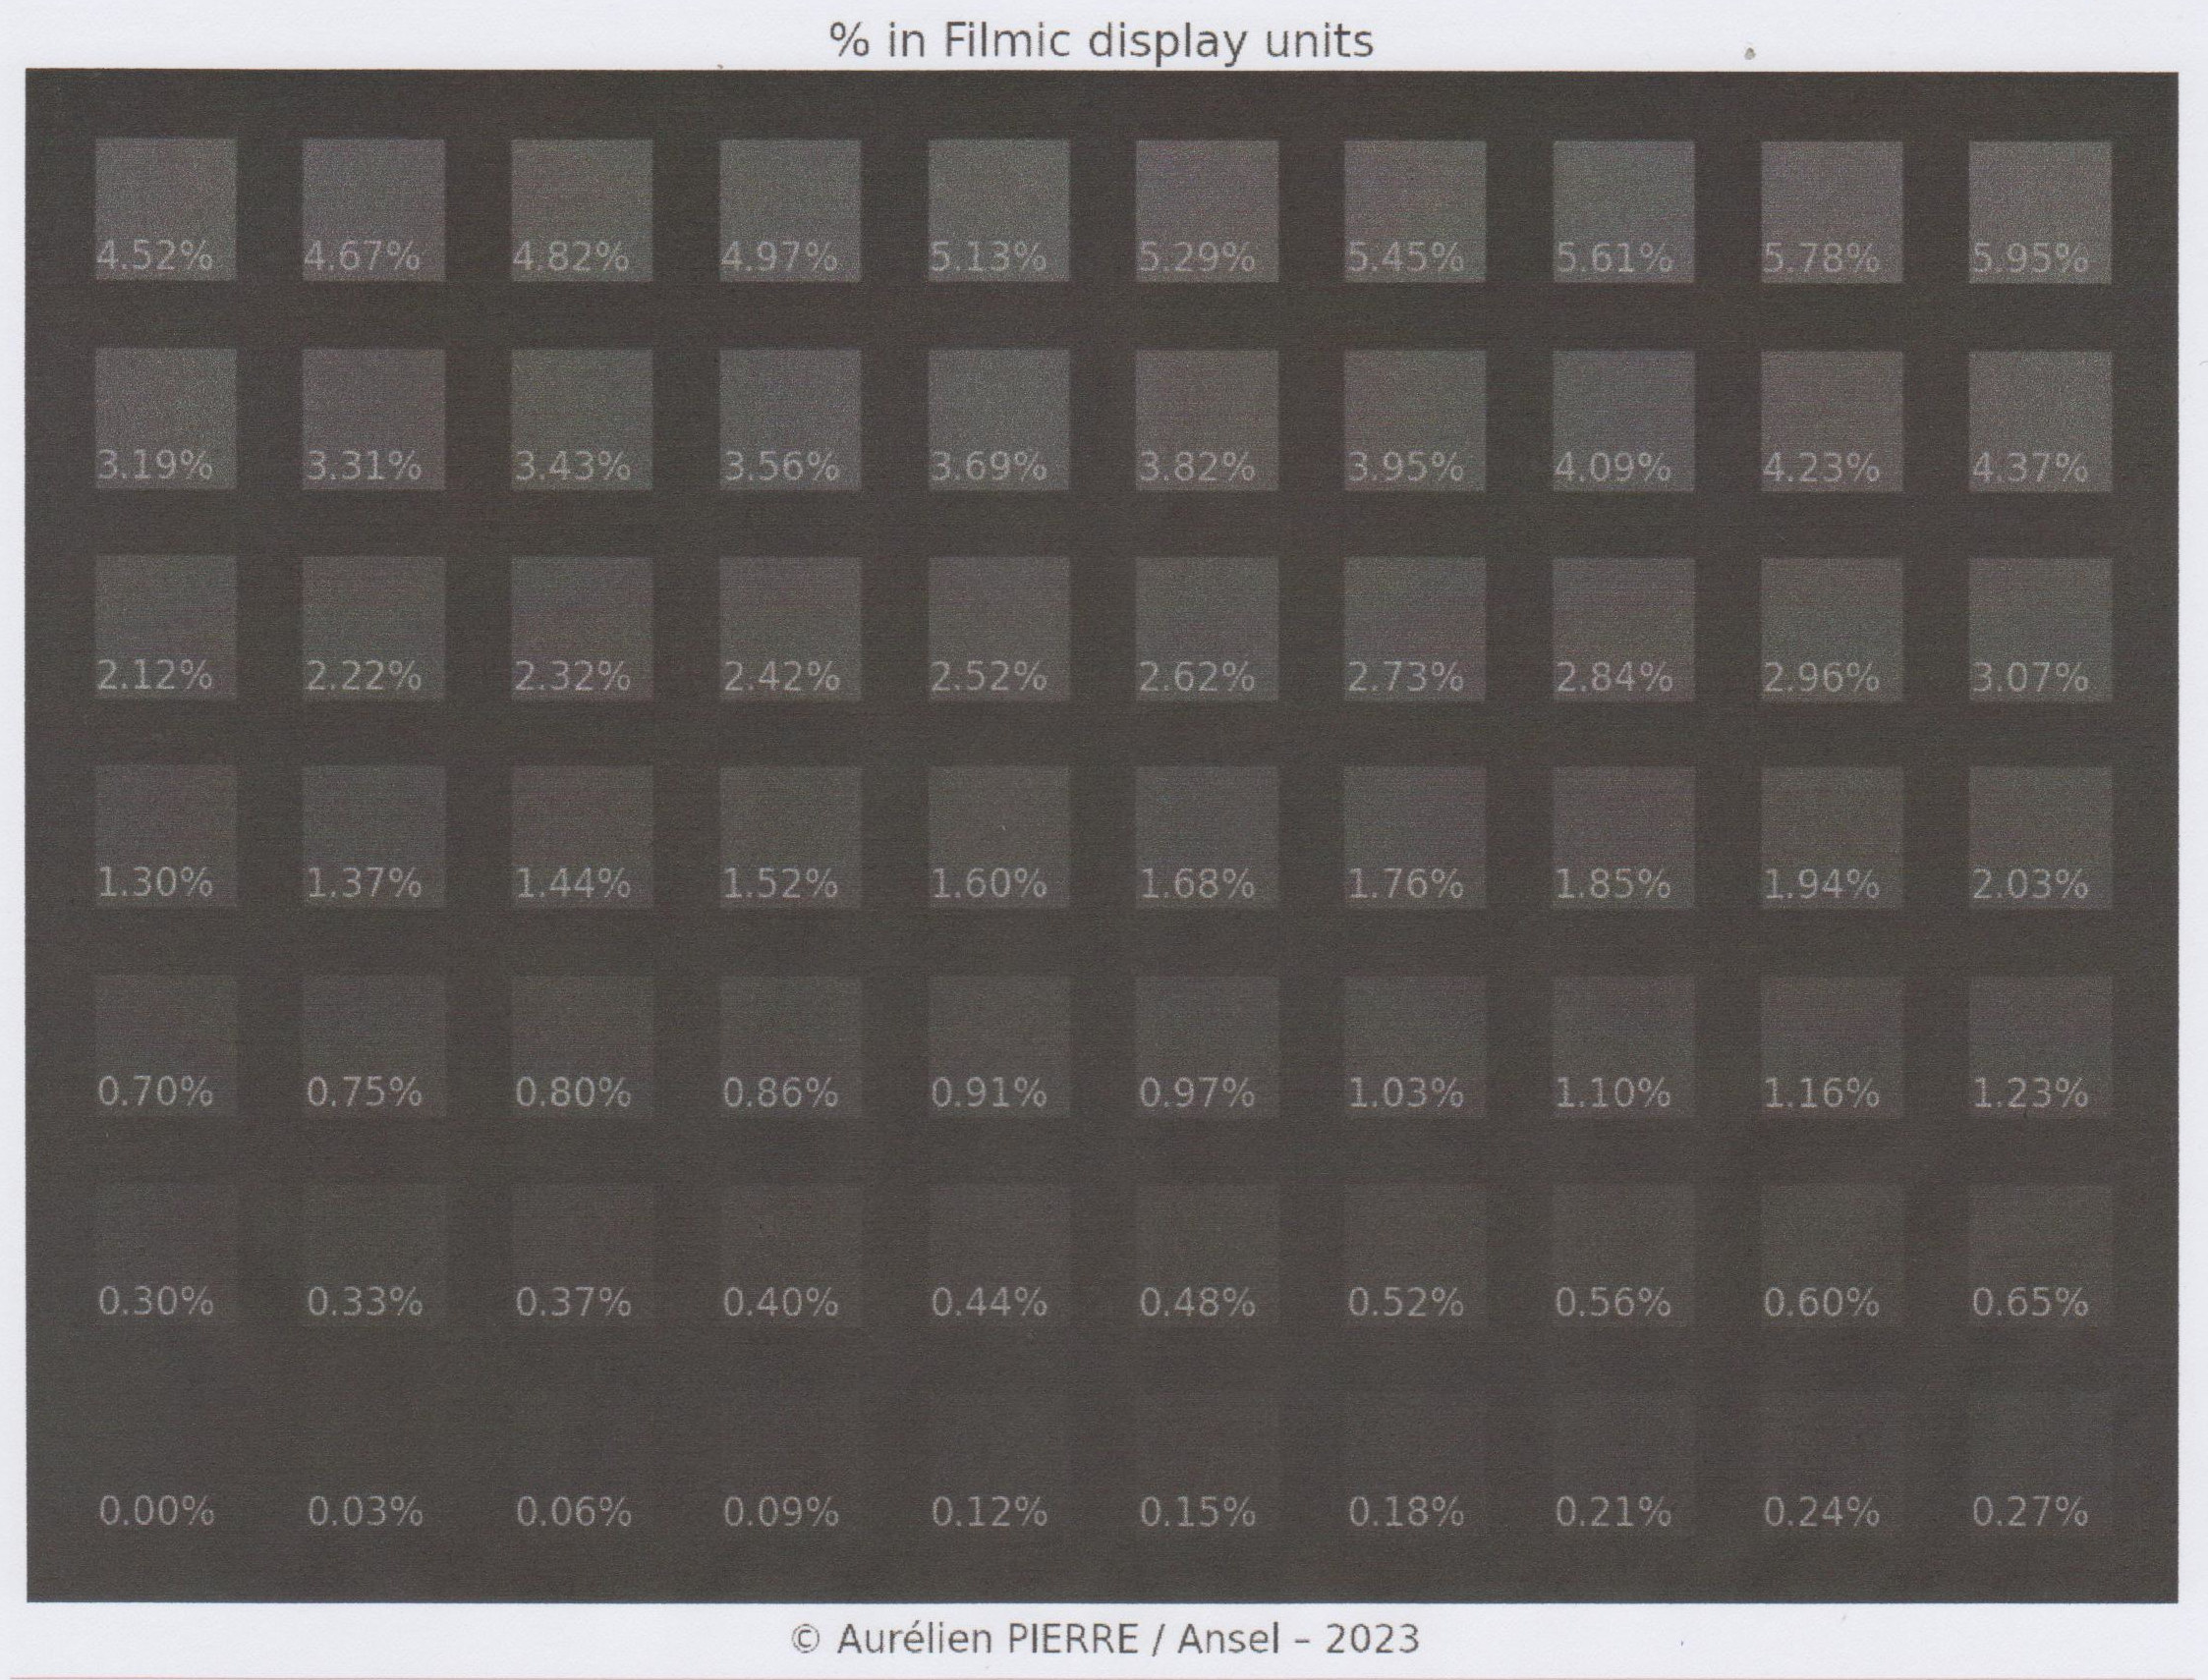 % in Filmic display units
4.52% 4.67% 4.82% 4.97% 5.13% 5.29% 5.45% 5.61% 5.78% 5.95%
3.19% 3.31% 3.43% 3.56% 3.69% 3.82% 3.95% 4.09% 4.23% 4.37%
2.12% 2.22% 2.32% 2.42% 2.52% 2.62% 2.73% 2.84% 2.96% 3.07%
1.30% 1.37% 1.44% 1.52% 1.60% 1.68% 1.76% 1.85% 1.94% 2.03%
0.70% 0.75% 0.80% 0.86% 0.91% 0.97% 1.03% 1.10% 1.16% 1.23%
0.30% 0.33% 0.37% 0.40% 0.44% 0.48% 0.52% 0.56% 0.60% 0.65%
0.00% 0.03% 0.06% 0.09% 0.12% 0.15% 0.18% 0.21% 0.24% 0.27%
© Aurélien PIERRE / Ansel – 2023